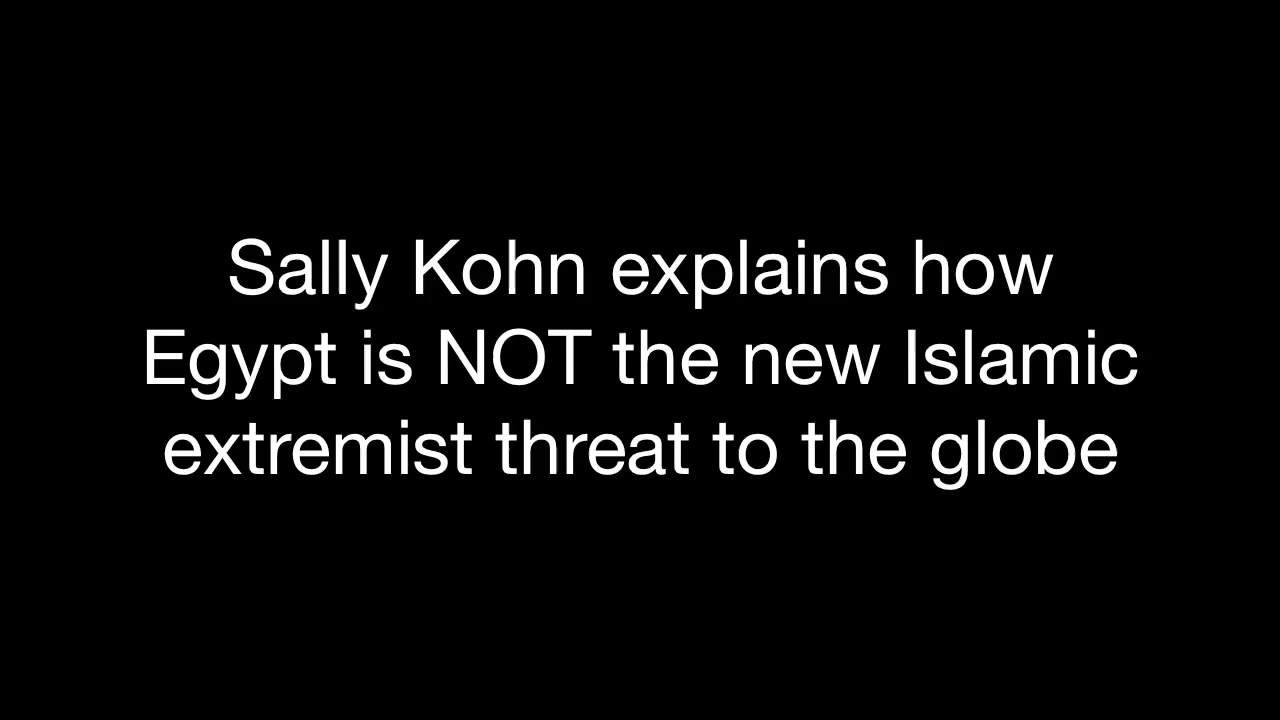 Sally Kohn explains how
Egypt is NOT the new Islamic
extremist threat to the globe